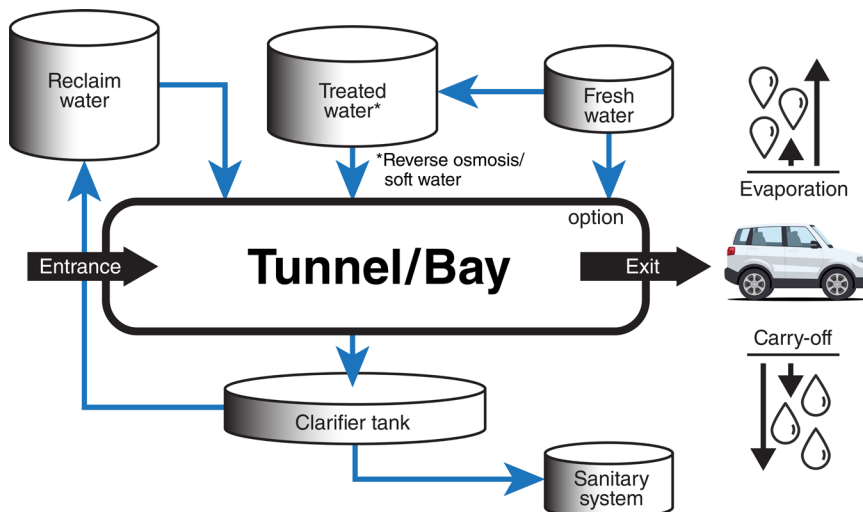 Reclaim
water
Treated
water*
Fresh
water
*Reverse osmosis/
soft water
Evaporation
option
Entrance
Tunnel/Bay
Exit
Carry-off
Clarifier tank
Sanitary
system